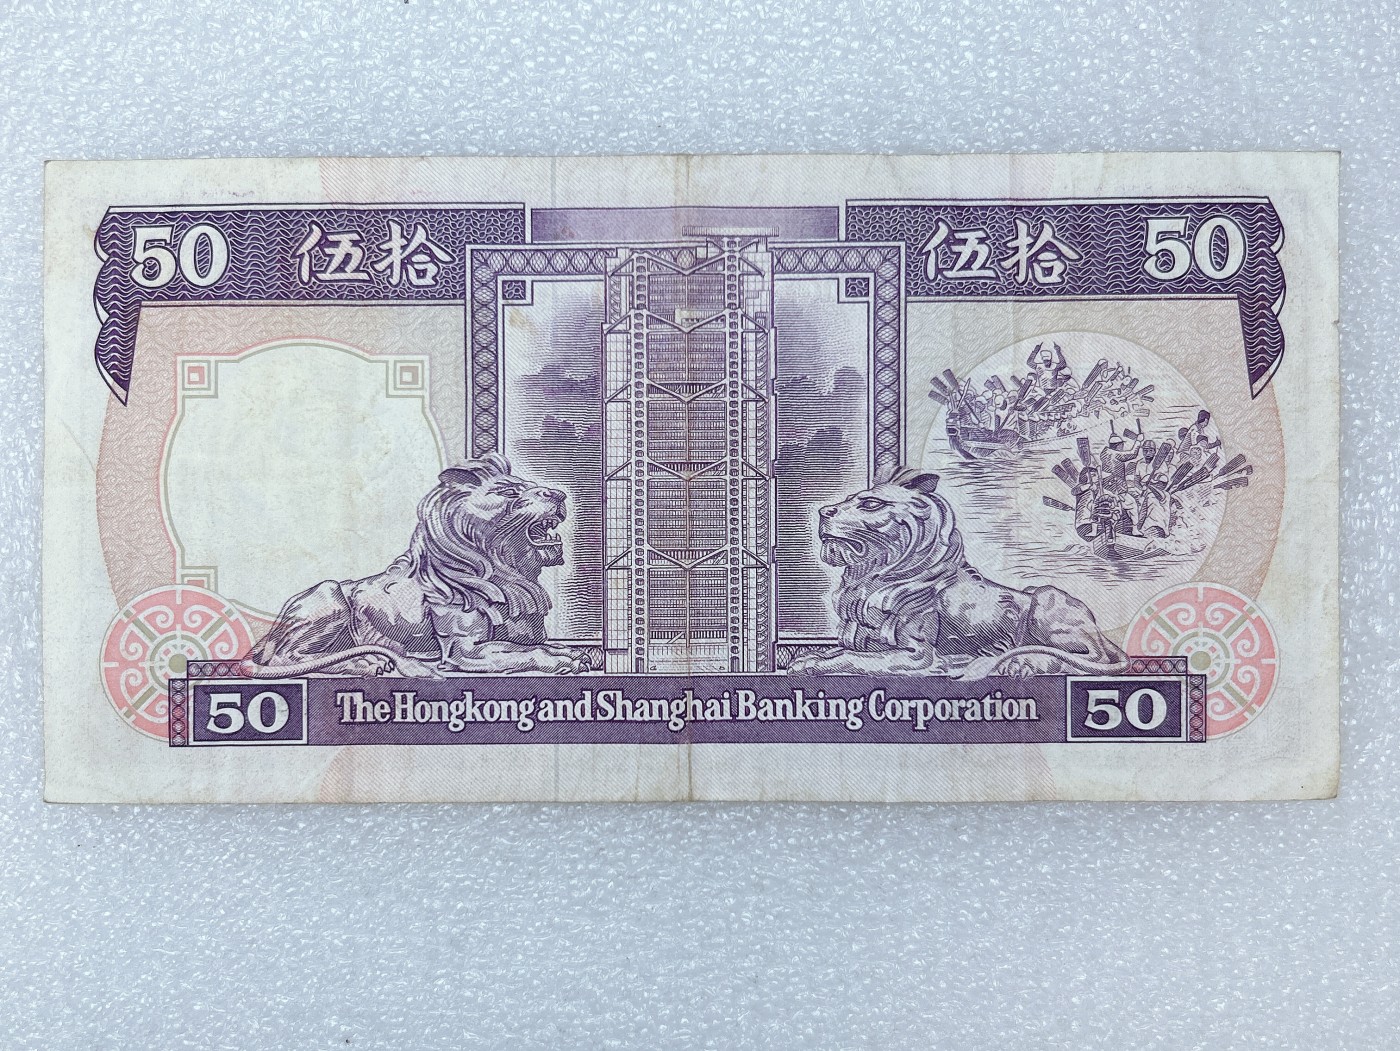 50 伍拾 伍拾 50
50 The Hongkong and Shanghai Banking Corporation 50